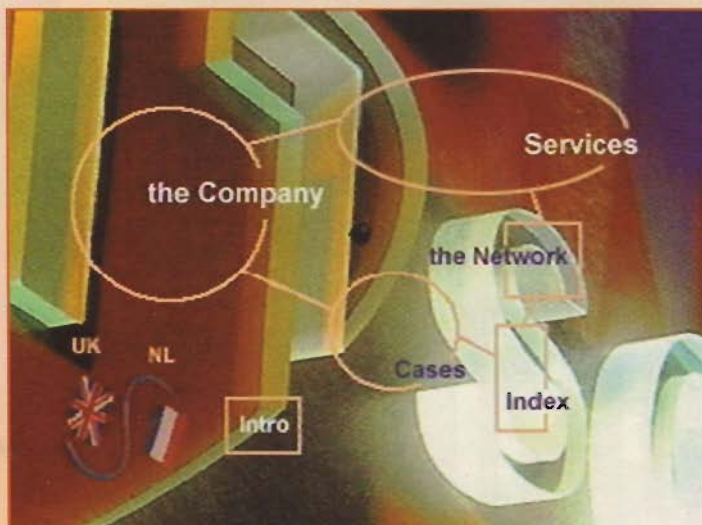 Services
the Company
the Network
UK
NL
Cases
Index
Intro